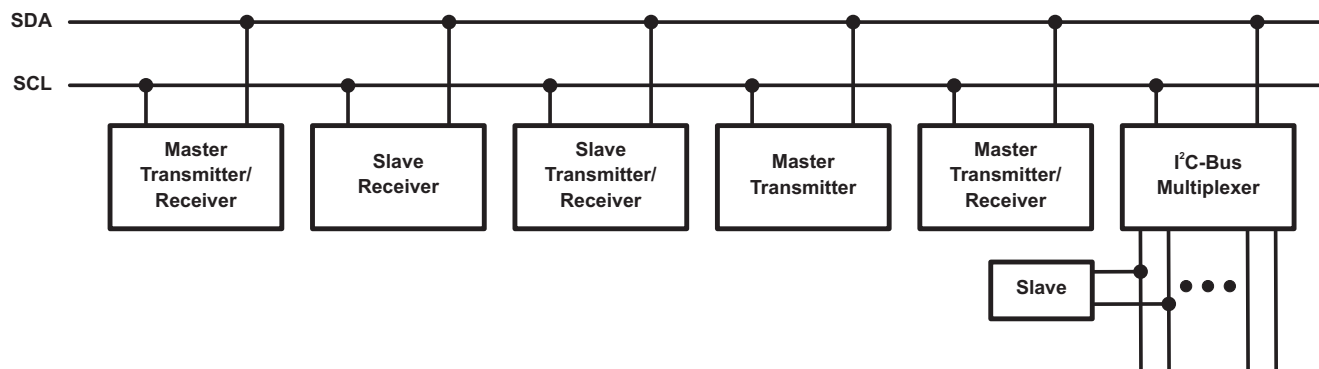 SDA
SCL
Master
Transmitter/
Receiver
Slave
Receiver
Slave
Transmitter/
Receiver
Master
Transmitter
Master
Transmitter/
Receiver
I²C-Bus
Multiplexer
Slave